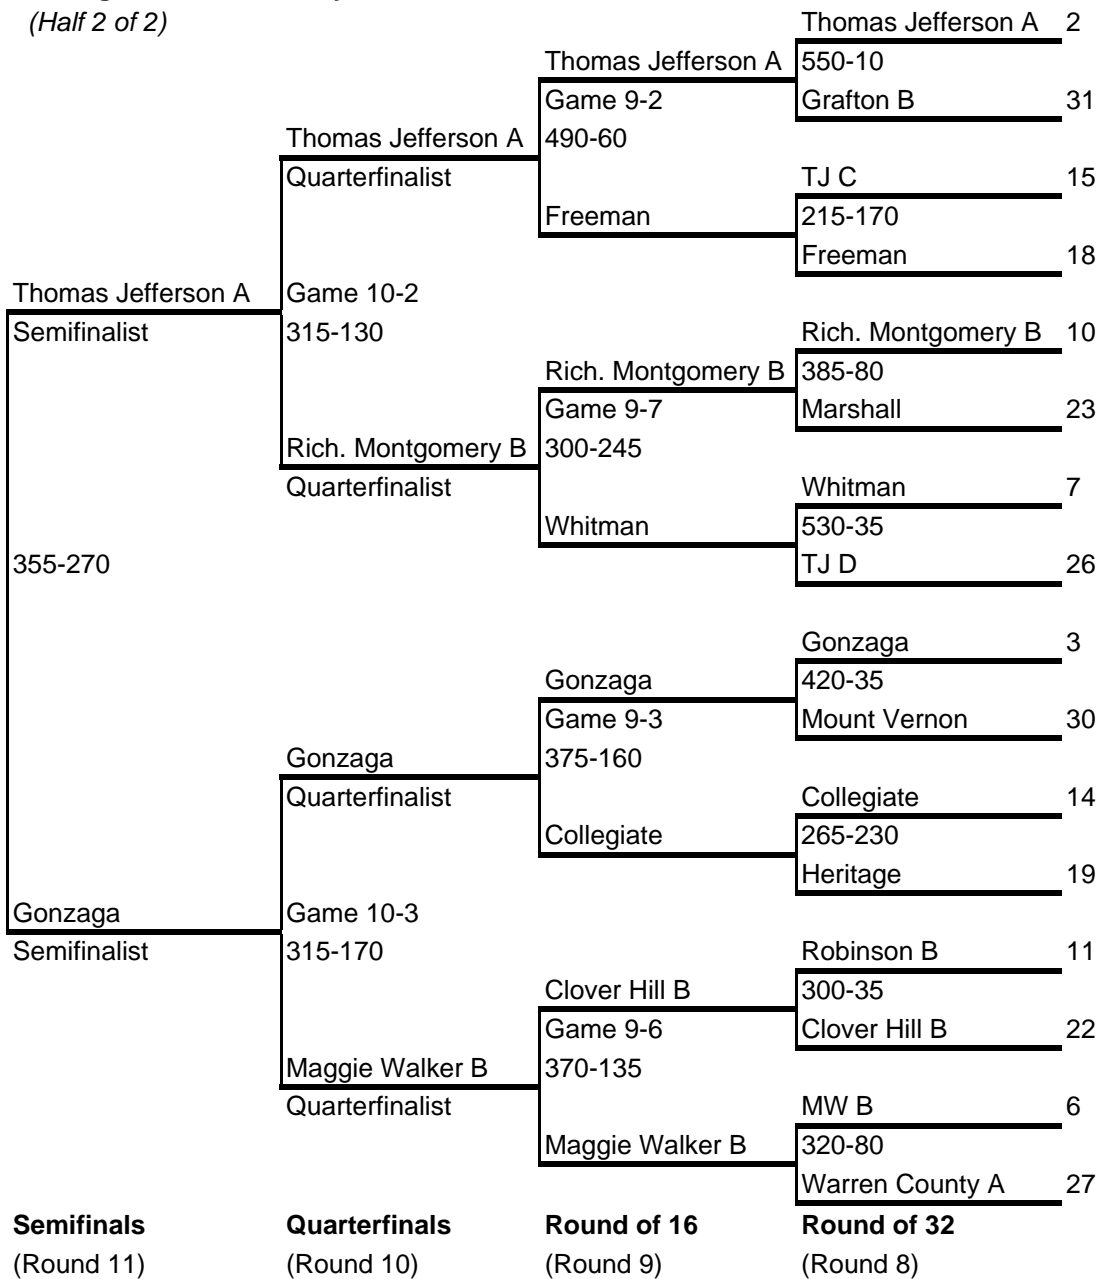 (Half 2 of 2)
Thomas Jefferson A 2
Thomas Jefferson A 550-10
Game 9-2 Grafton B 31
Thomas Jefferson A 490-60
Quarterfinalist TJ C 15
Freeman 215-170
Freeman 18
Thomas Jefferson A Game 10-2
Semifinalist 315-130 Rich. Montgomery B 10
Rich. Montgomery B 385-80
Game 9-7 Marshall 23
Rich. Montgomery B 300-245
Quarterfinalist Whitman 7
Whitman 530-35
355-270 TJ D 26
Gonzaga 3
Gonzaga 420-35
Game 9-3 Mount Vernon 30
Gonzaga 375-160
Quarterfinalist Collegiate 14
Collegiate 265-230
Heritage 19
Gonzaga Game 10-3
Semifinalist 315-170 Robinson B 11
Clover Hill B 300-35
Game 9-6 Clover Hill B 22
Maggie Walker B 370-135
Quarterfinalist MW B 6
Maggie Walker B 320-80
Warren County A 27
Semifinals Quarterfinals Round of 16 Round of 32
(Round 11) (Round 10) (Round 9) (Round 8)